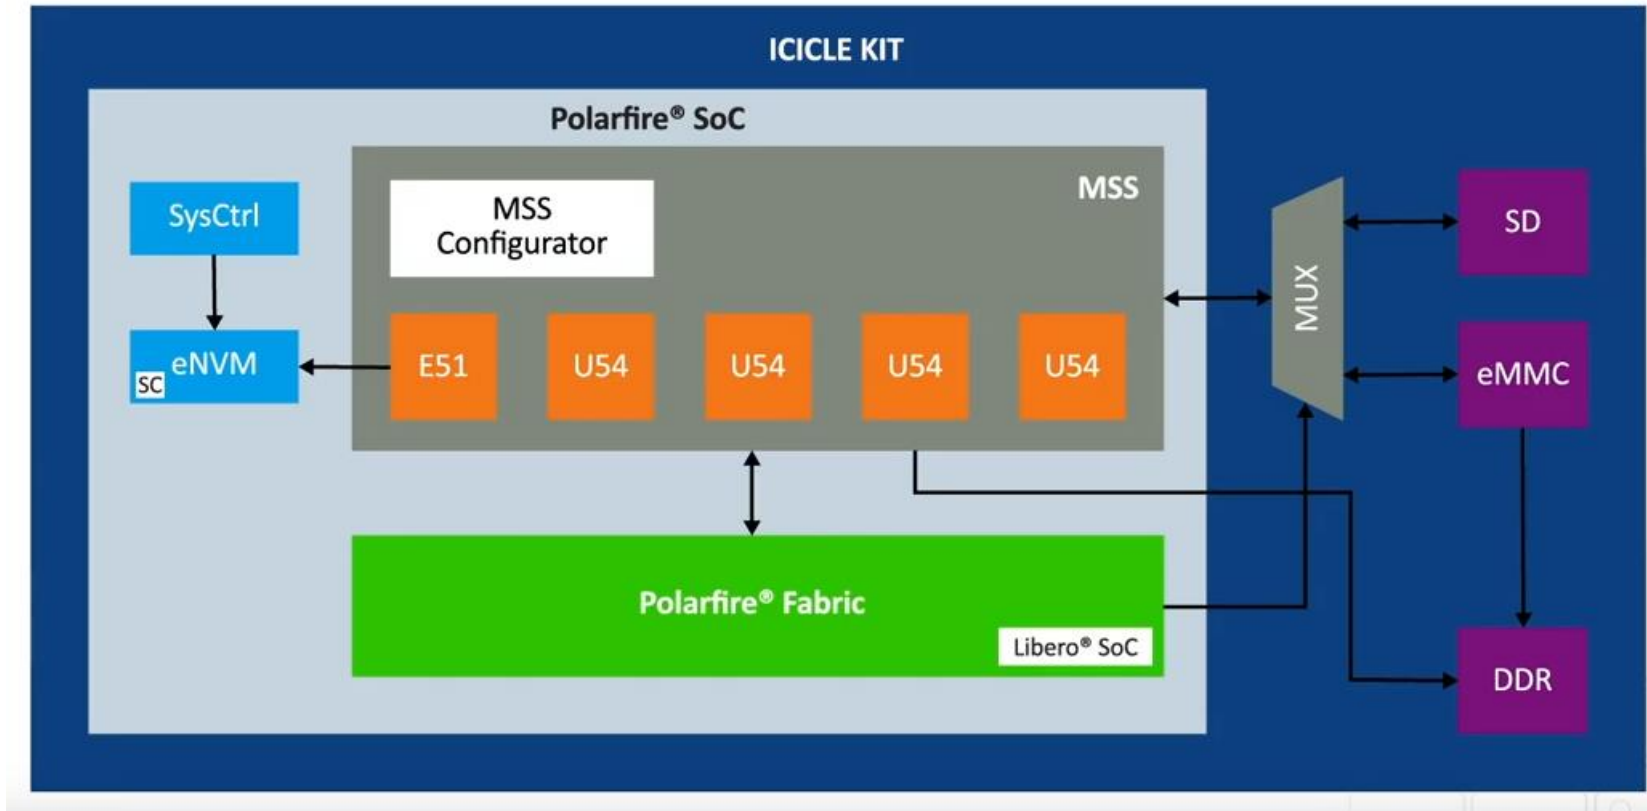 ICICLE KIT
Polarfire® SoC
MSS
MSS
Configurator
SysCtrl
eNVM
SC
E51
U54
U54
U54
U54
MUX
SD
eMMC
DDR
Polarfire® Fabric
Libero® SoC